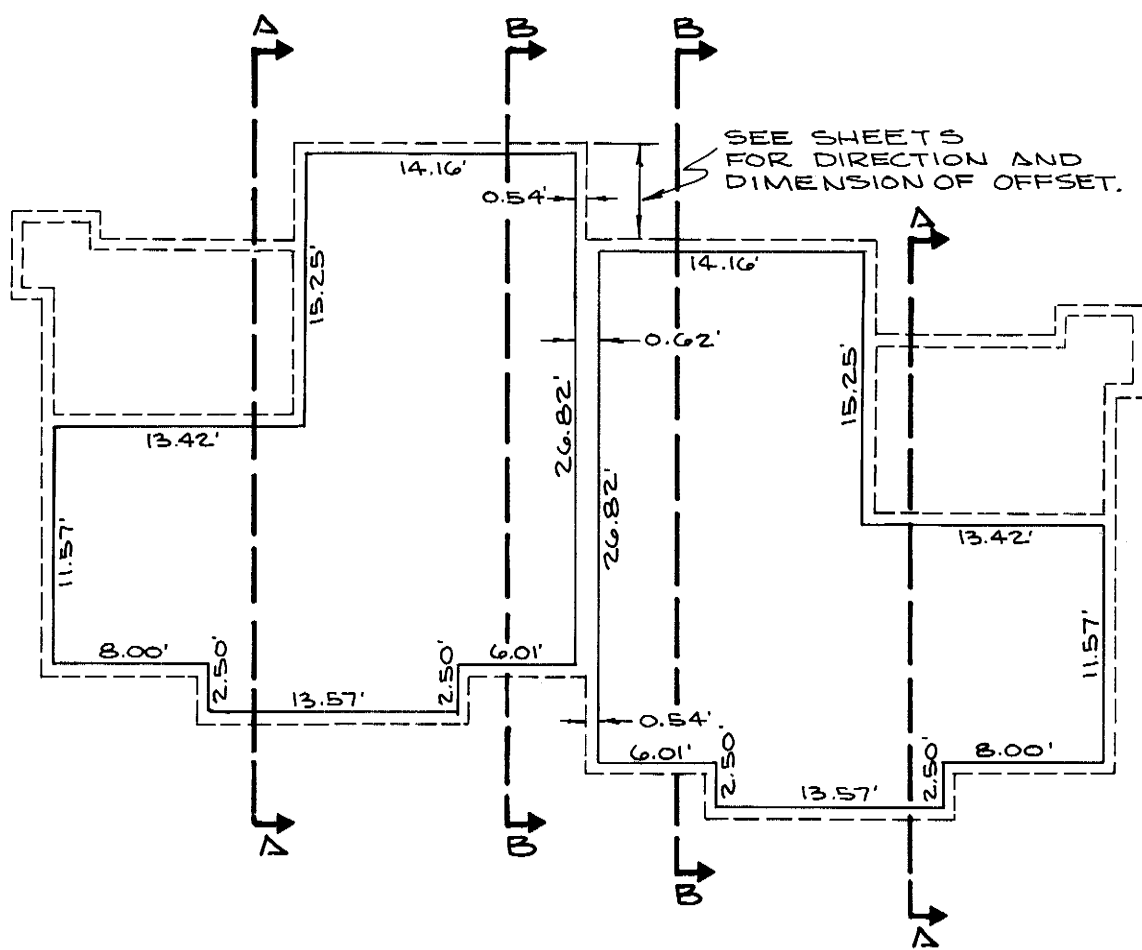 A
B
B
SEE SHEETS
FOR DIRECTION AND
DIMENSION OF OFFSET.
14.16'
0.54'
A
14.16'
15.25'
0.62'
15.25'
26.82'
13.42'
26.82'
13.42'
11.57'
11.57'
8.00'
2.50'
13.57'
2.50'
6.01'
0.54'
6.01'
2.50'
13.57'
2.50'
8.00'
A
B
B
A